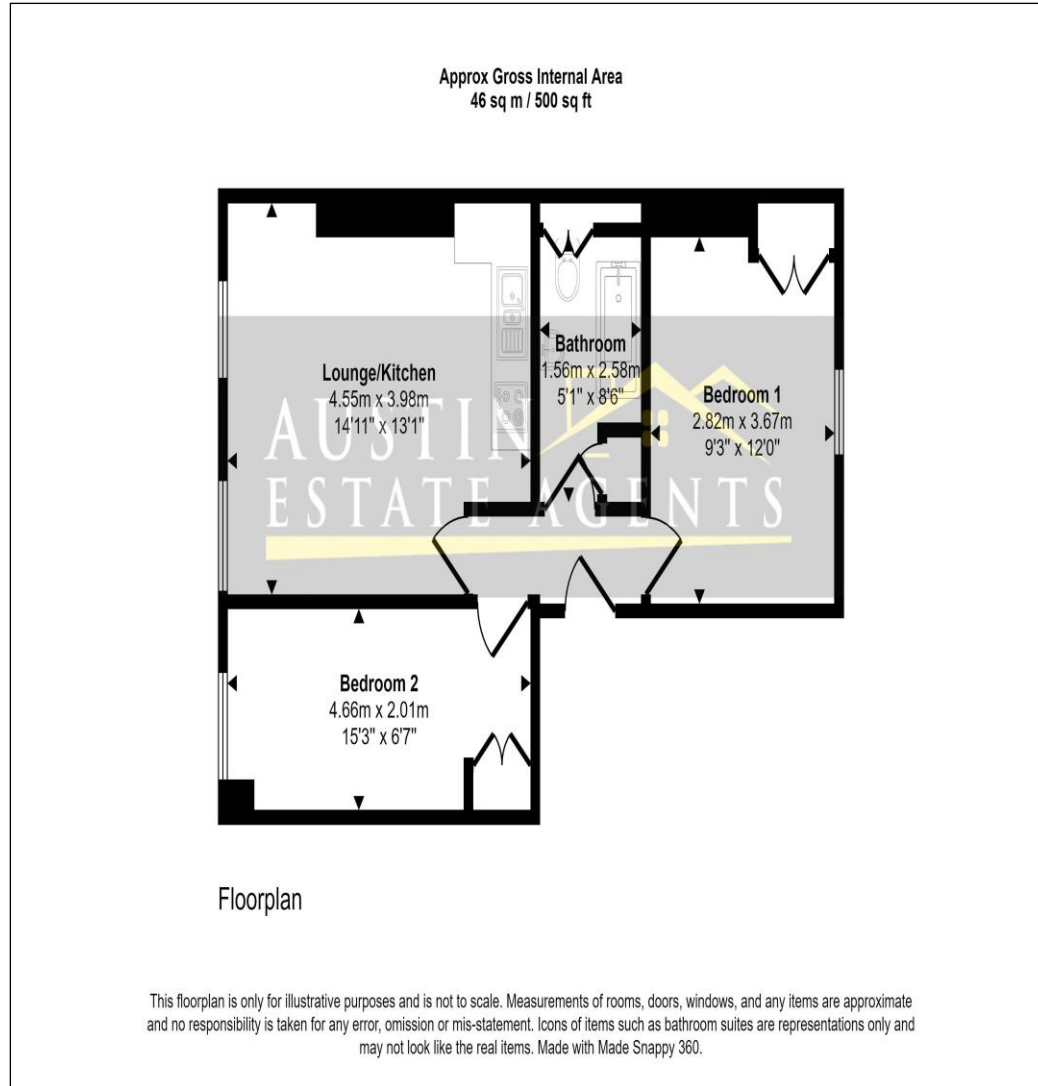 Approx Gross Internal Area
46 sq m / 500 sq ft
Lounge/Kitchen
4.55m x 3.98m
14'11" x 13'1"
Bathroom
1.56m x 2.58m
5'1" x 8'6"
Bedroom 1
2.82m x 3.67m
9'3" x 12'0"
AUSTIN
ESTATE AGENTS
Bedroom 2
4.66m x 2.01m
15'3" x 6'7"
Floorplan
This floorplan is only for illustrative purposes and is not to scale. Measurements of rooms, doors, windows, and any items are approximate
and no responsibility is taken for any error, omission or mis-statement. Icons of items such as bathroom suites are representations only and
may not look like the real items. Made with Made Snappy 360.